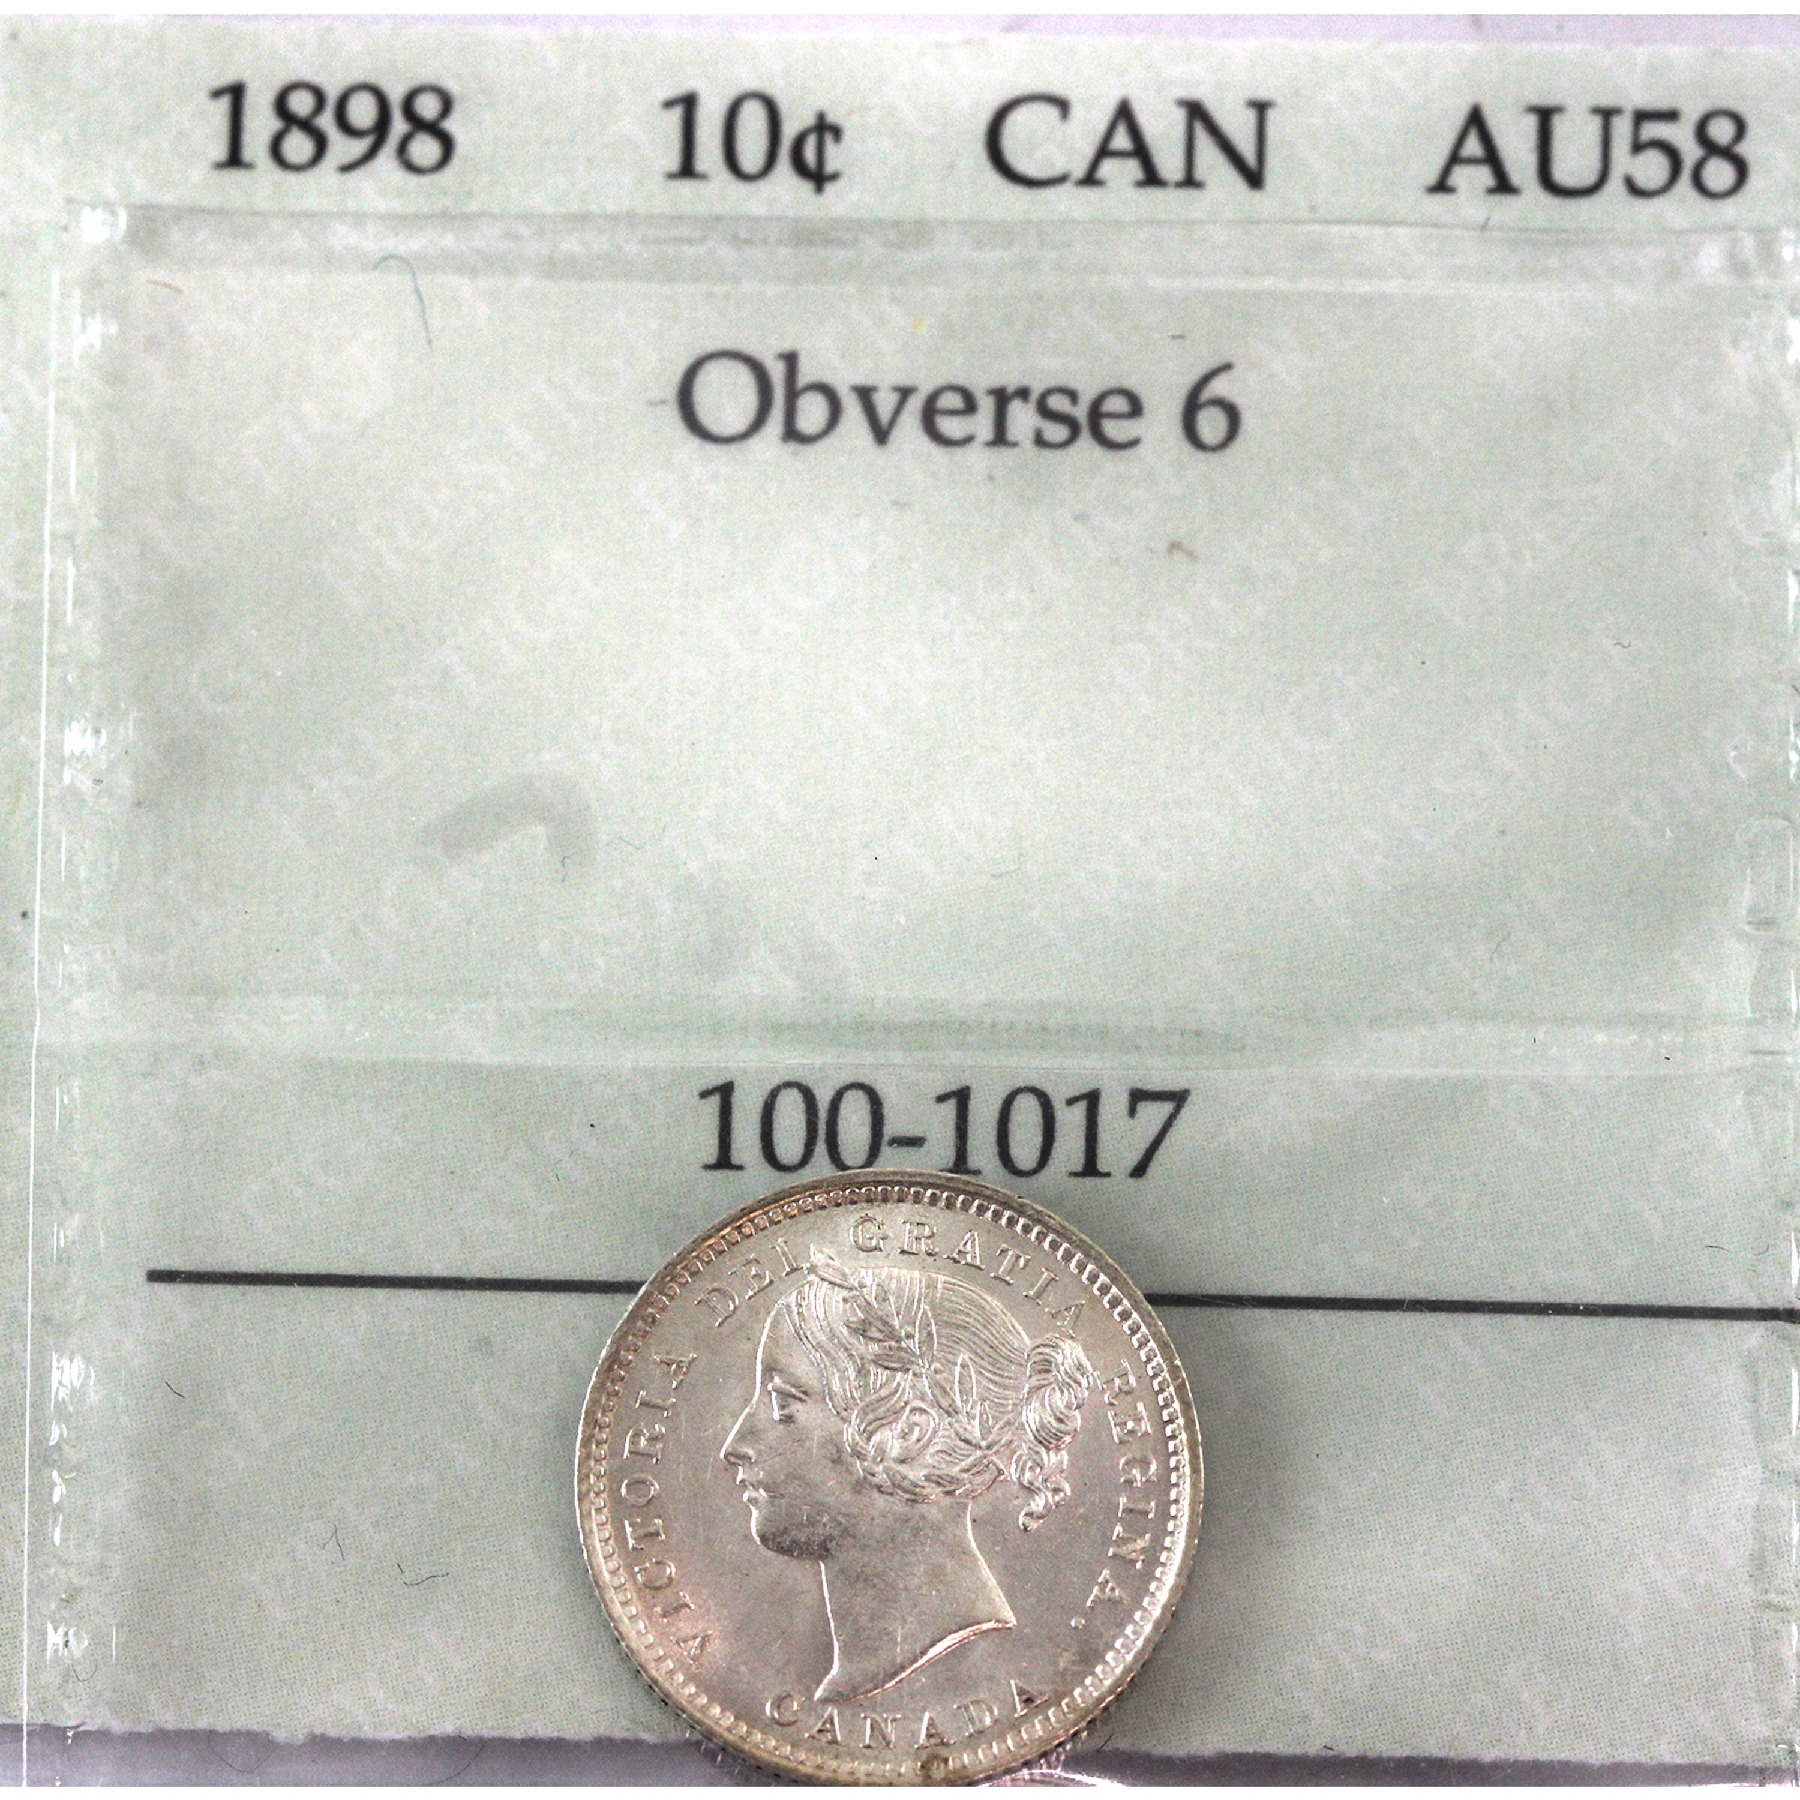 1898 10¢ CAN AU58
Obverse 6
100-1017
VICTORIA DEI GRATIA REGINA.
CANADA